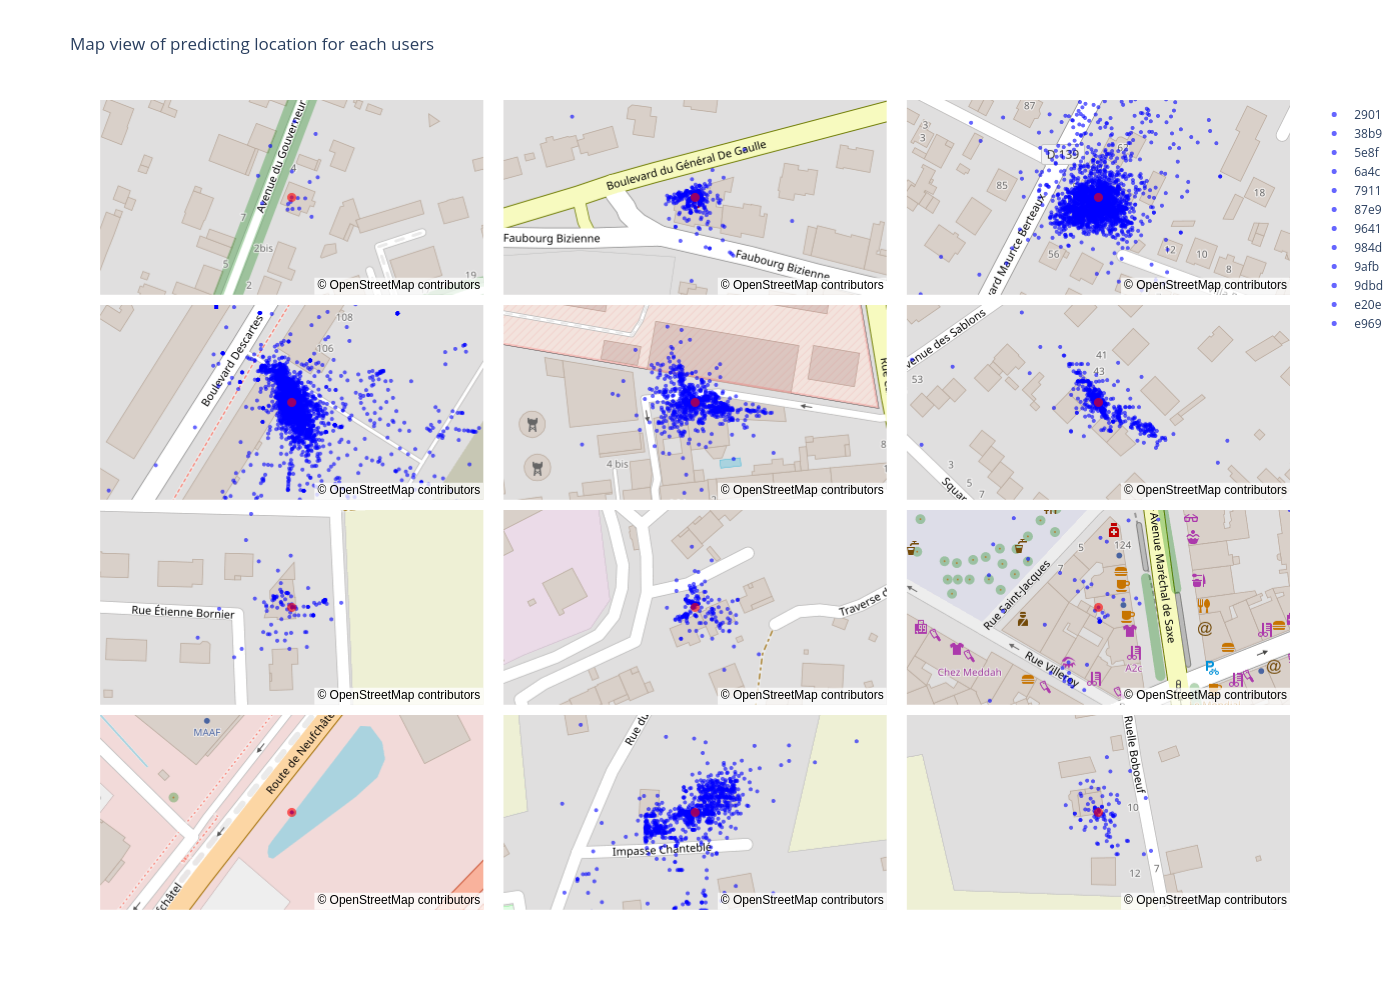 Map view of predicting location for each users
Avenue du Gouverneur
7
2bis
5
2
19
© OpenStreetMap contributors
Boulevard du Général De Gaulle
Faubourg Bizienne
Faubourg Bizienne
© OpenStreetMap contributors
87
3
3
D 139
85
18
56
10
8
ard Maurice Berteaux
© OpenStreetMap contributors
2901
38b9
5e8f
6a4c
7911
87e9
9641
984d
9afb
9dbd
e20e
e969
108
106
Boulevard Descartes
© OpenStreetMap contributors
4 bis
8
© OpenStreetMap contributors
venue des Sablons
41
43
53
3
5
7
Squar
© OpenStreetMap contributors
Rue Étienne Bornier
© OpenStreetMap contributors
Traverse d
© OpenStreetMap contributors
5
124
7
Rue Saint-Jacques
Avenue Maréchal de Saxe
Rue Villeroy
Chez Meddah
A2c
© OpenStreetMap contributors
MAAF
Route de Neufchâte
fchâtel
© OpenStreetMap contributors
Rue du
Impasse Chanteble
© OpenStreetMap contributors
Ruelle Boboeuf
10
12
7
© OpenStreetMap contributors